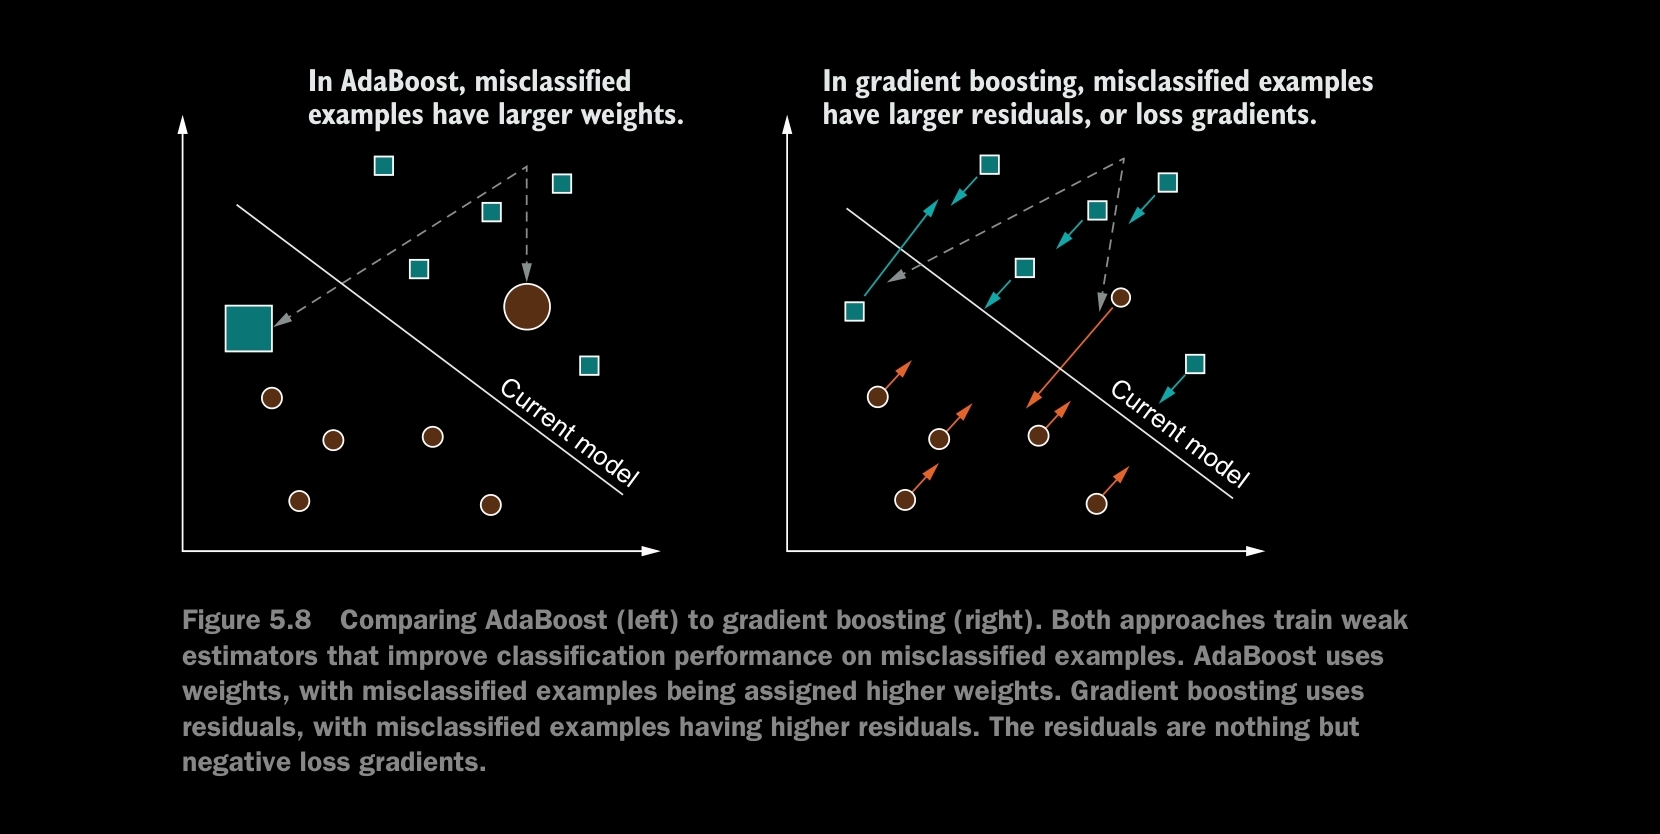 In AdaBoost, misclassified
examples have larger weights.
In gradient boosting, misclassified examples
have larger residuals, or loss gradients.
Current model
Current model
Figure 5.8 Comparing AdaBoost (left) to gradient boosting (right). Both approaches train weak
estimators that improve classification performance on misclassified examples. AdaBoost uses
weights, with misclassified examples being assigned higher weights. Gradient boosting uses
residuals, with misclassified examples having higher residuals. The residuals are nothing but
negative loss gradients.